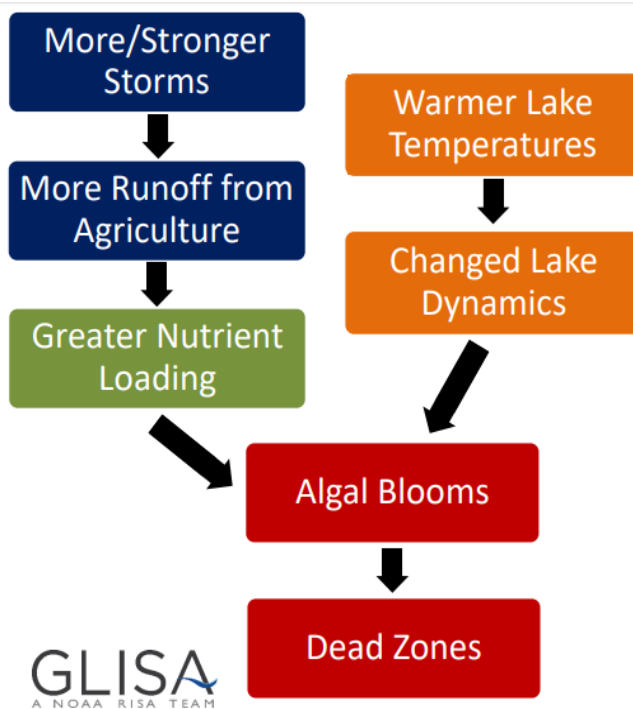 More/Stronger
Storms
More Runoff from
Agriculture
Greater Nutrient
Loading
Warmer Lake
Temperatures
Changed Lake
Dynamics
Algal Blooms
Dead Zones
GLISA
A NOAA RISA TEAM